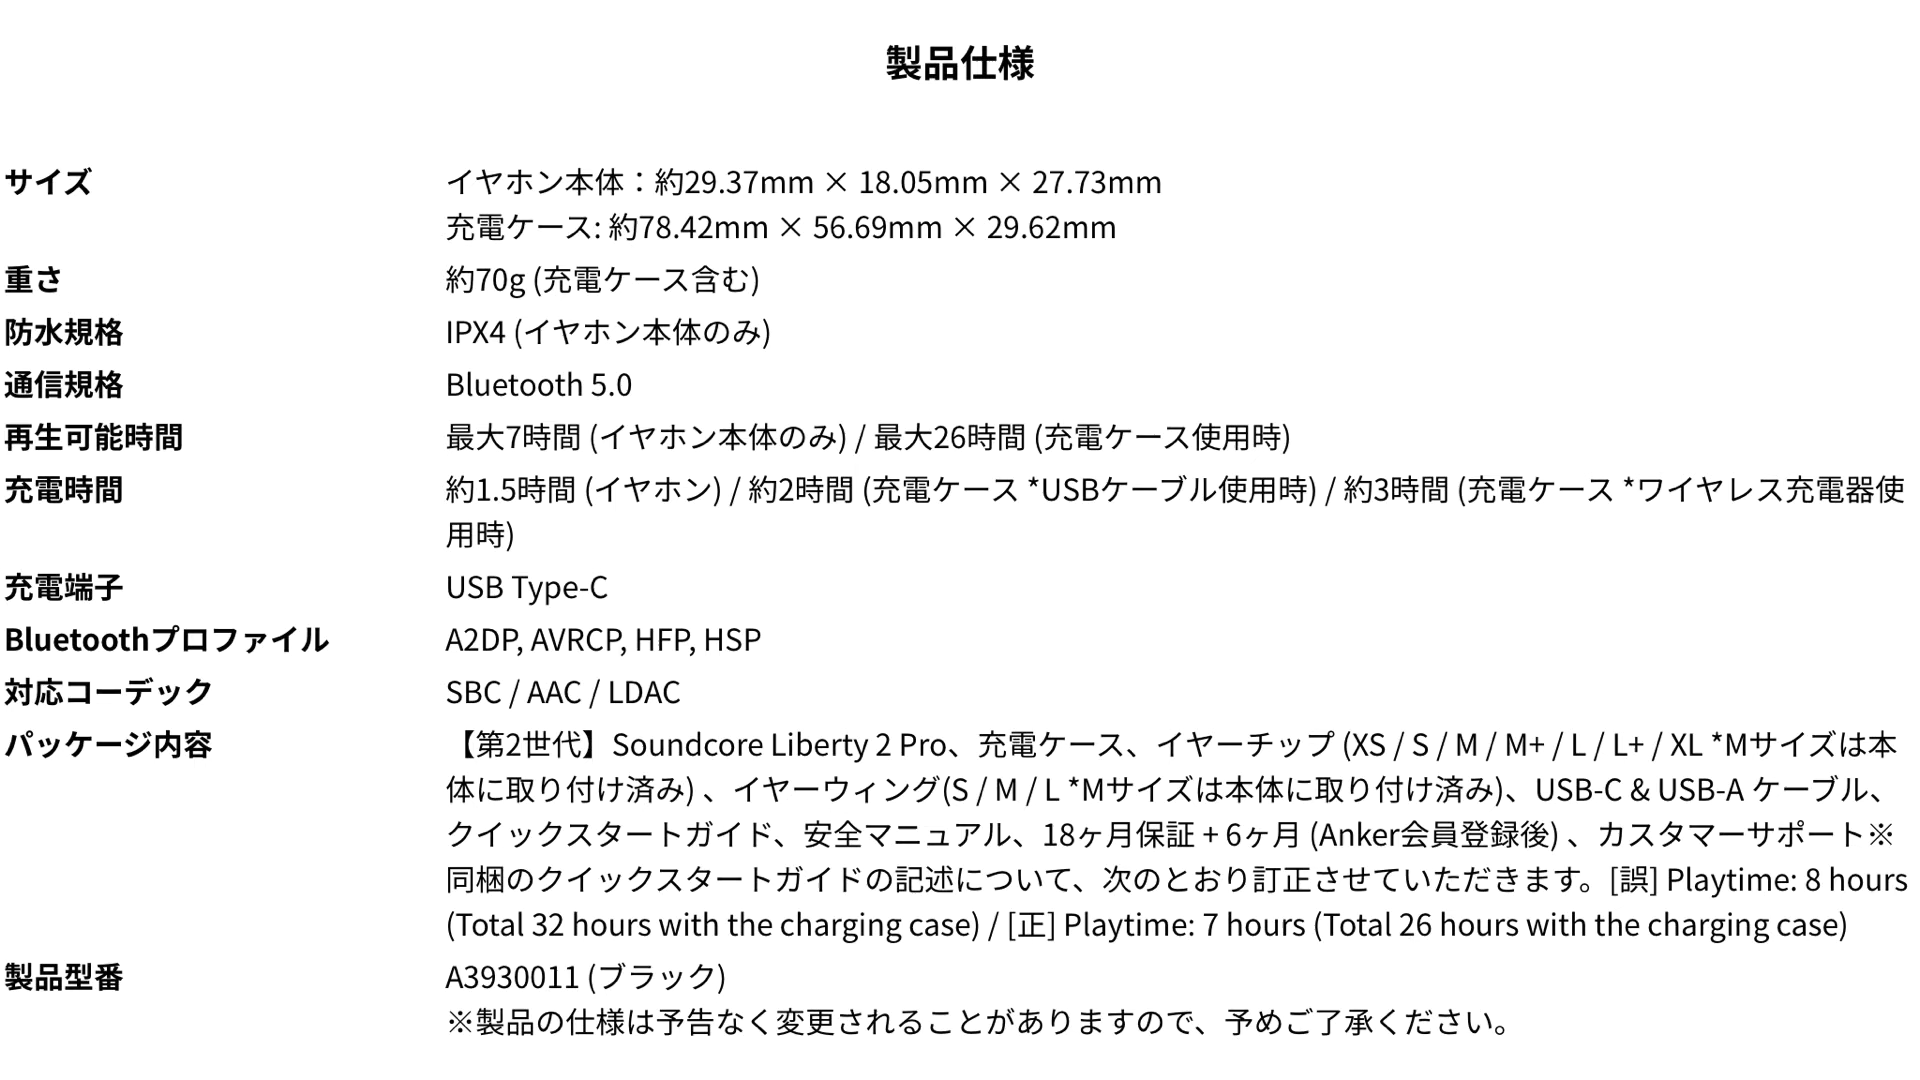 製品仕様
サイズ
イヤホン本体：約29.37mm × 18.05mm × 27.73mm
充電ケース: 約78.42mm × 56.69mm × 29.62mm
重さ
約70g (充電ケース含む)
防水規格
IPX4 (イヤホン本体のみ)
通信規格
Bluetooth 5.0
再生可能時間
最大7時間 (イヤホン本体のみ) / 最大26時間 (充電ケース使用時)
充電時間
約1.5時間 (イヤホン) / 約2時間 (充電ケース *USBケーブル使用時) / 約3時間 (充電ケース *ワイヤレス充電器使
用時)
充電端子
USB Type-C
Bluetoothプロファイル
A2DP, AVRCP, HFP, HSP
対応コーデック
SBC / AAC / LDAC
パッケージ内容
【第2世代】Soundcore Liberty 2 Pro、充電ケース、イヤーチップ (XS / S / M / M+ / L / L+ / XL *Mサイズは本
体に取り付け済み) 、イヤーウィング(S / M / L *Mサイズは本体に取り付け済み)、USB-C & USB-A ケーブル、
クイックスタートガイド、安全マニュアル、18ヶ月保証 + 6ヶ月 (Anker会員登録後) 、カスタマーサポート※
同梱のクイックスタートガイドの記述について、次のとおり訂正させていただきます。[誤] Playtime: 8 hours
(Total 32 hours with the charging case) / [正] Playtime: 7 hours (Total 26 hours with the charging case)
製品型番
A3930011 (ブラック)
※製品の仕様は予告なく変更されることがありますので、予めご了承ください。